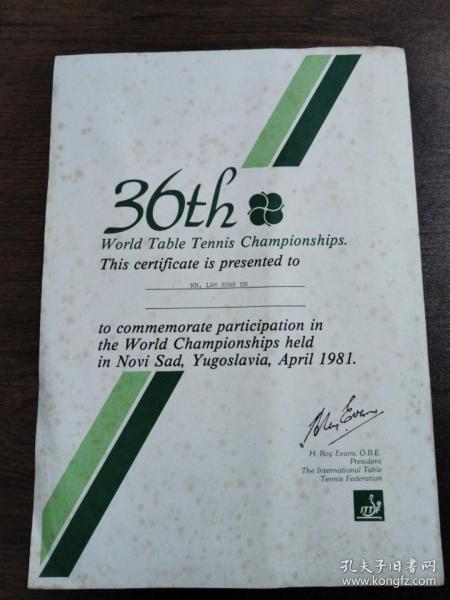 36th
World Table Tennis Championships.
This certificate is presented to
MR. LAM
to commemorate participation in
the World Championships held
in Novi Sad, Yugoslavia, April 1981.
Roy Evans
H. Roy Evans, O.B.E.
President
The International Table
Tennis Federation
ITTF
孔夫子旧书网
www.kongfz.com